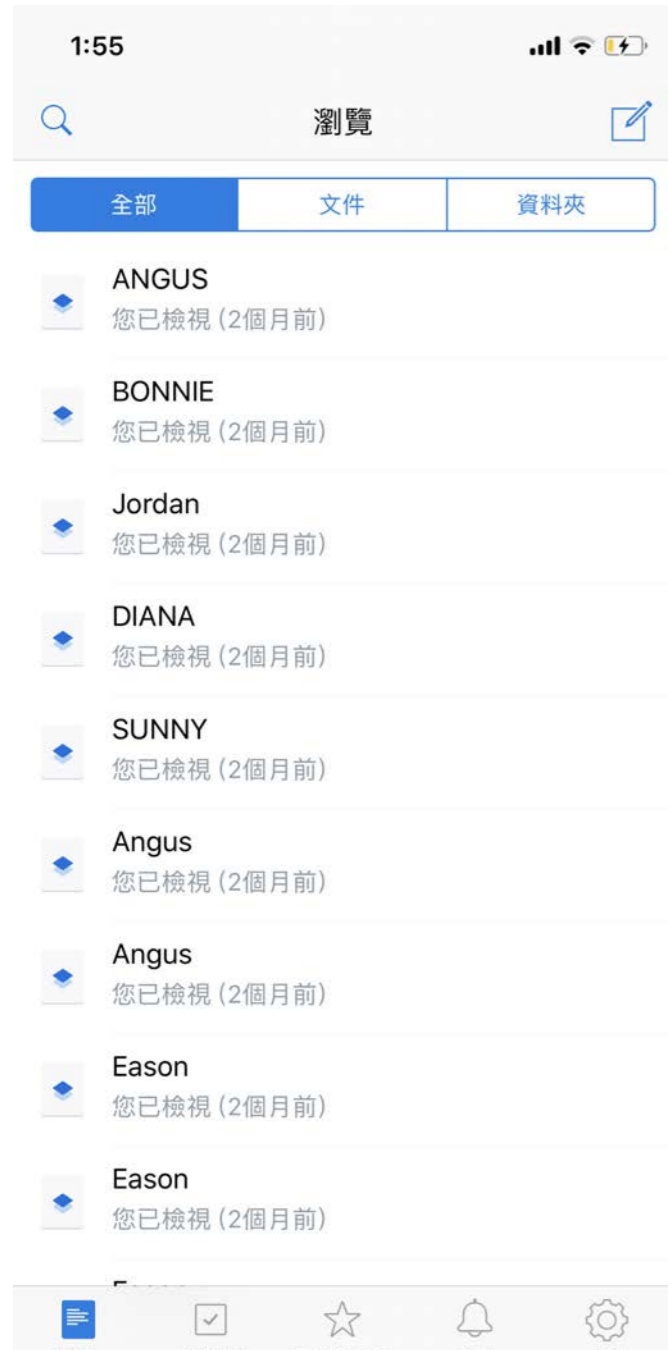 1:55
瀏覽
全部
文件
資料夾
ANGUS
您已檢視 (2個月前)
BONNIE
您已檢視 (2個月前)
Jordan
您已檢視 (2個月前)
DIANA
您已檢視 (2個月前)
SUNNY
您已檢視 (2個月前)
Angus
您已檢視 (2個月前)
Angus
您已檢視 (2個月前)
Eason
您已檢視 (2個月前)
Eason
您已檢視 (2個月前)